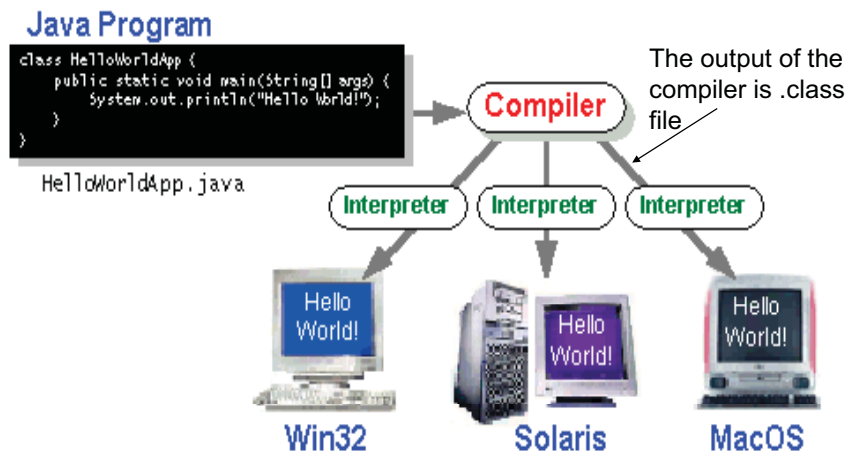 Java Program
class HelloWorldApp {
public static void main(String[] args) {
System.out.println("Hello World!");
}
}
HelloWorldApp.java
Compiler
The output of the
compiler is .class
file
Interpreter
Interpreter
Interpreter
Hello
World!
Hello
World!
Hello
World!
Win32
Solaris
MacOS